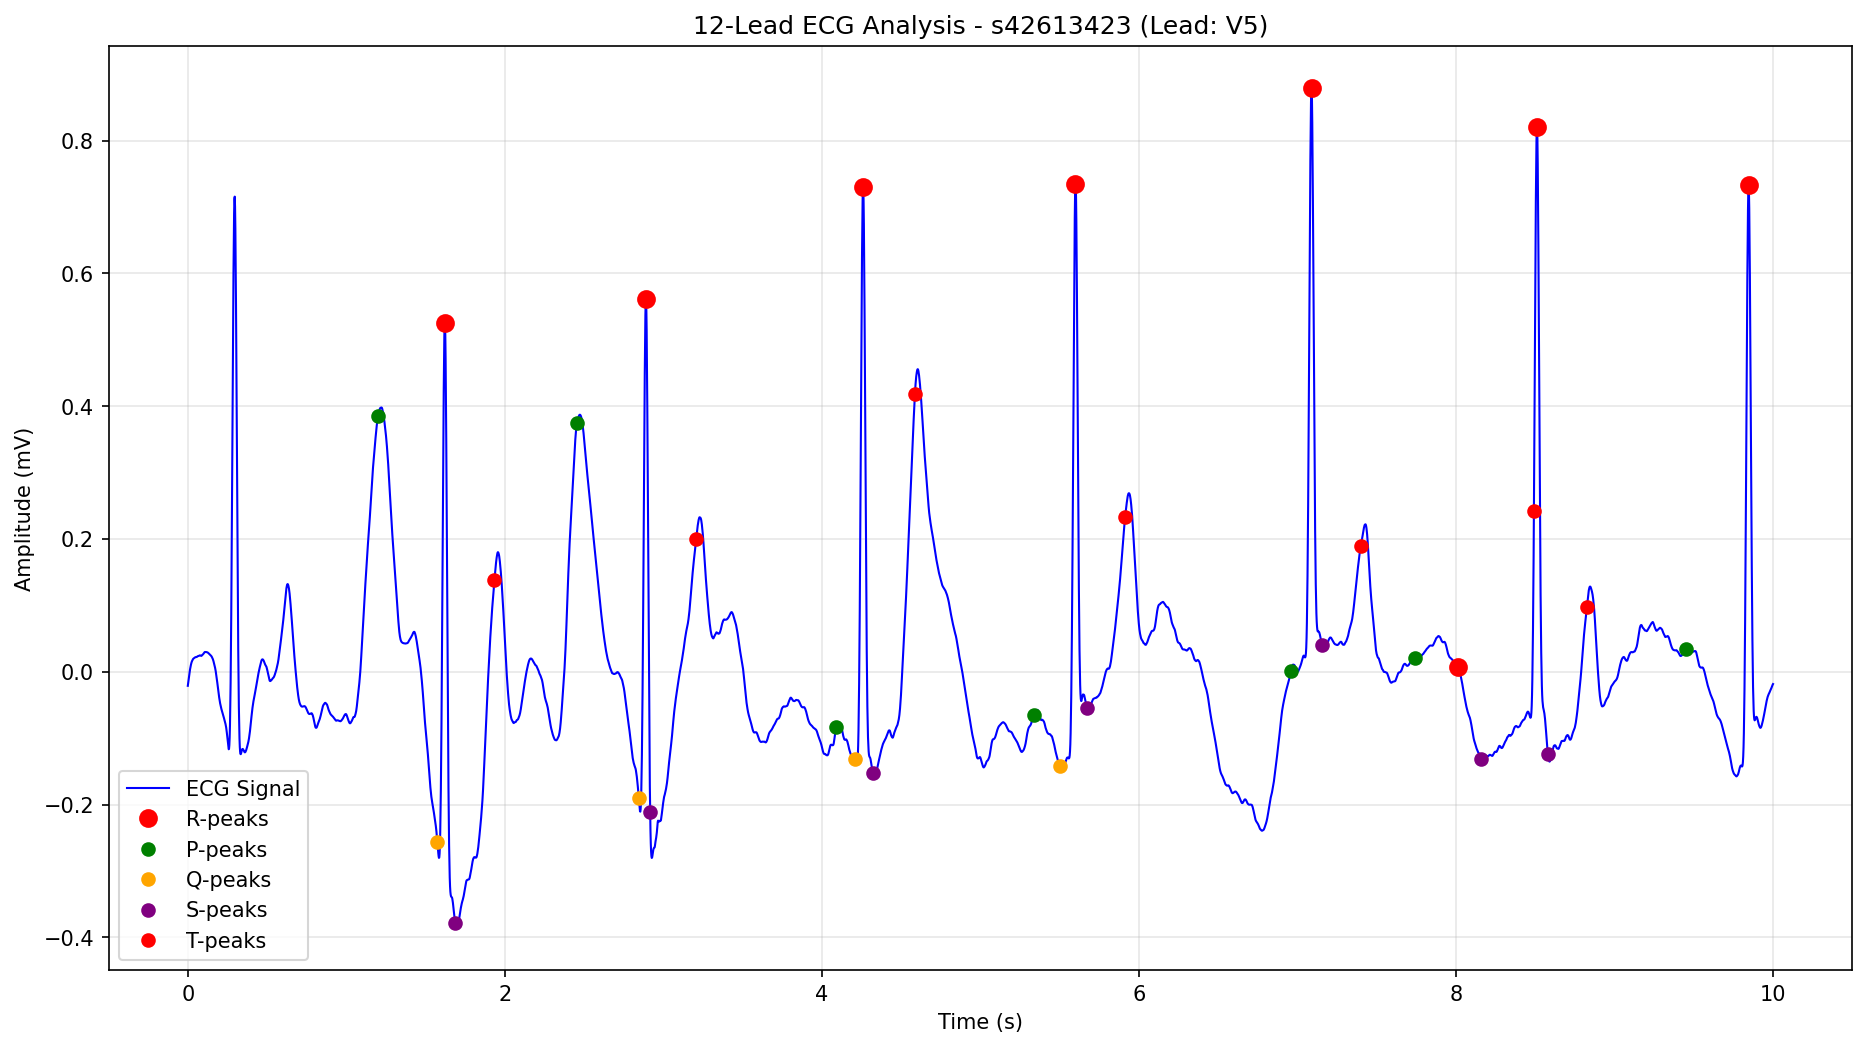 12-Lead ECG Analysis - s42613423 (Lead: V5)
Amplitude (mV)
0.8
0.6
0.4
0.2
0.0
−0.2
−0.4
ECG Signal
R-peaks
P-peaks
Q-peaks
S-peaks
T-peaks
0 2 4 6 8 10
Time (s)